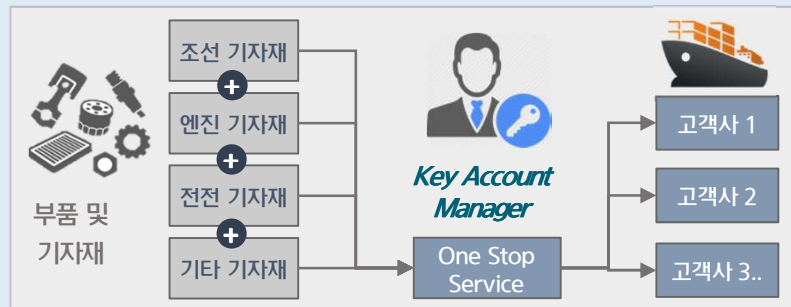 조선 기자재
+
엔진 기자재
+
전전 기자재
+
기타 기자재
부품 및
기자재
Key Account
Manager
One Stop
Service
고객사 1
고객사 2
고객사 3..